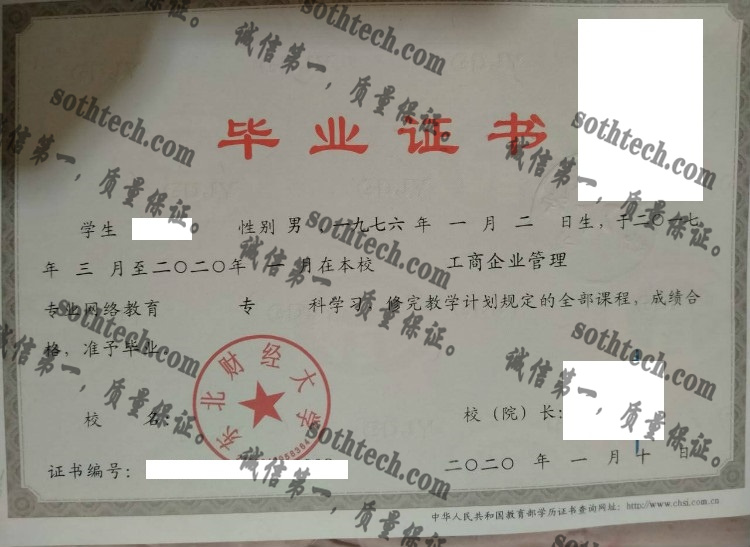 毕业证书
学生 性别 男 ,一九七六 年 一 月 二 日生,于二〇一七
年 三 月至二〇二〇年 一 月在本校 工商企业管理
专业网络教育 专 科学习 修完教学计划规定的全部课程,成绩合
格,准予毕业
校 名: 校(院)长:
东北财经大学
证书编号:
二〇二〇 年 一 月 十 日
中华人民共和国教育部学历证书查询网址:http://www.chsi.com.cn
sothtech.com
诚信第一,质量保证。